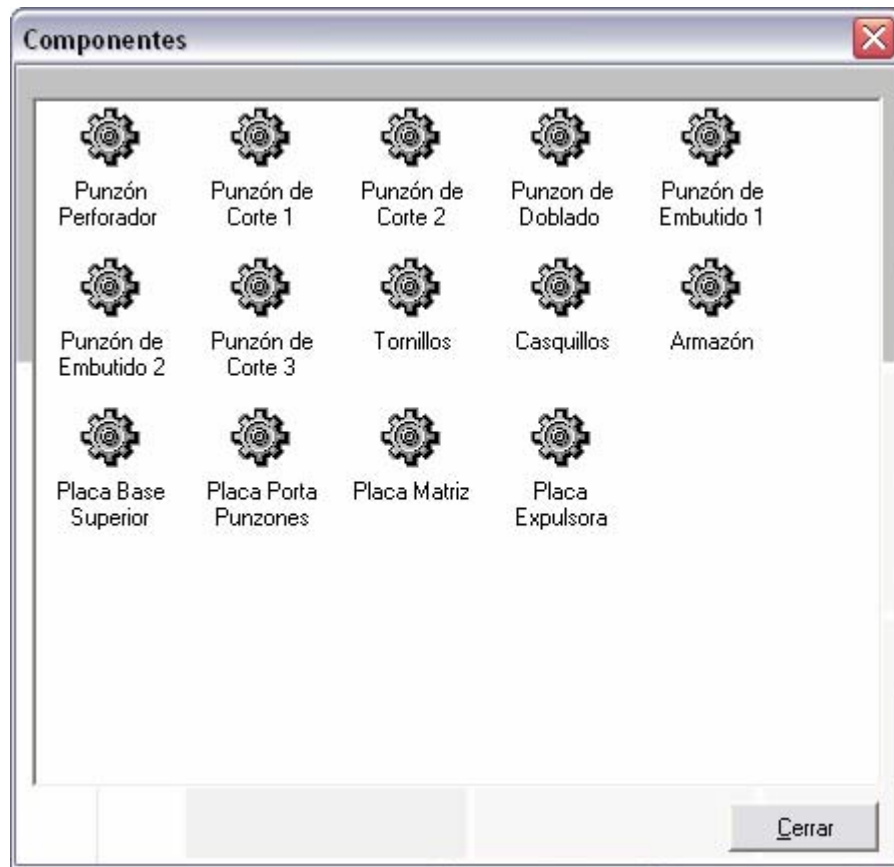 Componentes
Punzón
Perforador
Punzón de
Corte 1
Punzón de
Corte 2
Punzon de
Doblado
Punzón de
Embutido 1
Punzón de
Embutido 2
Punzón de
Corte 3
Tornillos
Casquillos
Armazón
Placa Base
Superior
Placa Porta
Punzones
Placa Matriz
Placa
Expulsora
Cerrar